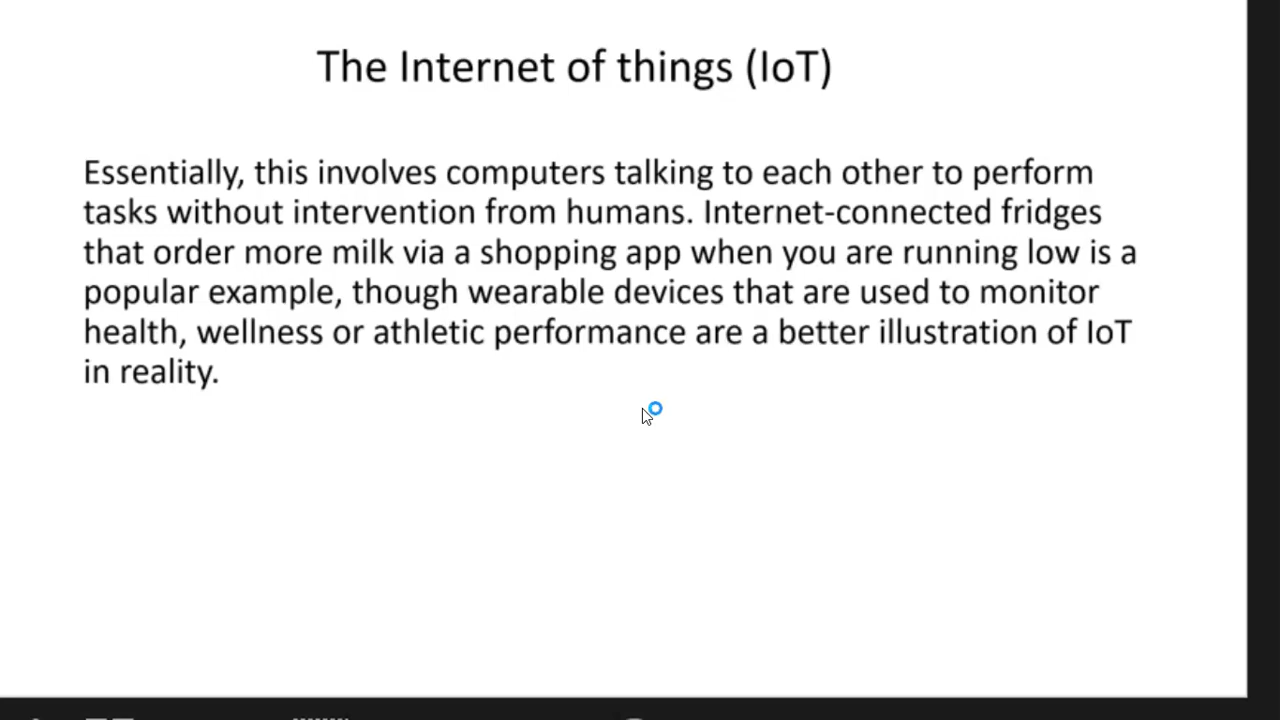 The Internet of things (IoT)
Essentially, this involves computers talking to each other to perform
tasks without intervention from humans. Internet-connected fridges
that order more milk via a shopping app when you are running low is a
popular example, though wearable devices that are used to monitor
health, wellness or athletic performance are a better illustration of IoT
in reality.